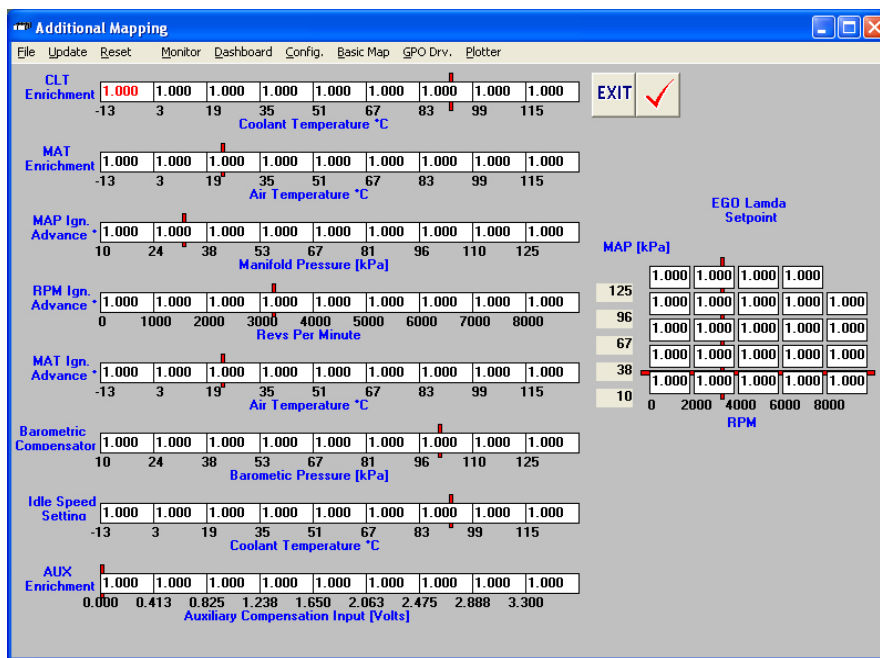 Additional Mapping
File Update Reset Monitor Dashboard Config. Basic Map GPO Drv. Plotter
CLT
Enrichment 1.000 1.000 1.000 1.000 1.000 1.000 1.000 1.000 1.000
-13 3 19 35 51 67 83 99 115
Coolant Temperature °C
EXIT
MAT
Enrichment 1.000 1.000 1.000 1.000 1.000 1.000 1.000 1.000 1.000
-13 3 19 35 51 67 83 99 115
Air Temperature °C
MAP Ign.
Advance ° 1.000 1.000 1.000 1.000 1.000 1.000 1.000 1.000 1.000
10 24 38 53 67 81 96 110 125
Manifold Pressure [kPa]
RPM Ign.
Advance ° 1.000 1.000 1.000 1.000 1.000 1.000 1.000 1.000 1.000
0 1000 2000 3000 4000 5000 6000 7000 8000
Revs Per Minute
MAT Ign.
Advance ° 1.000 1.000 1.000 1.000 1.000 1.000 1.000 1.000 1.000
-13 3 19 35 51 67 83 99 115
Air Temperature °C
Barometric
Compensator 1.000 1.000 1.000 1.000 1.000 1.000 1.000 1.000 1.000
10 24 38 53 67 81 96 110 125
Barometic Pressure [kPa]
Idle Speed
Setting 1.000 1.000 1.000 1.000 1.000 1.000 1.000 1.000 1.000
-13 3 19 35 51 67 83 99 115
Coolant Temperature °C
AUX
Enrichment 1.000 1.000 1.000 1.000 1.000 1.000 1.000 1.000 1.000
0.000 0.413 0.825 1.238 1.650 2.063 2.475 2.888 3.300
Auxiliary Compensation Input [Volts]
EGO Lamda
Setpoint
MAP [kPa]
1.000 1.000 1.000 1.000
125
1.000 1.000 1.000 1.000 1.000
96
1.000 1.000 1.000 1.000 1.000
67
1.000 1.000 1.000 1.000 1.000
38
1.000 1.000 1.000 1.000 1.000
10
0 2000 4000 6000 8000
RPM